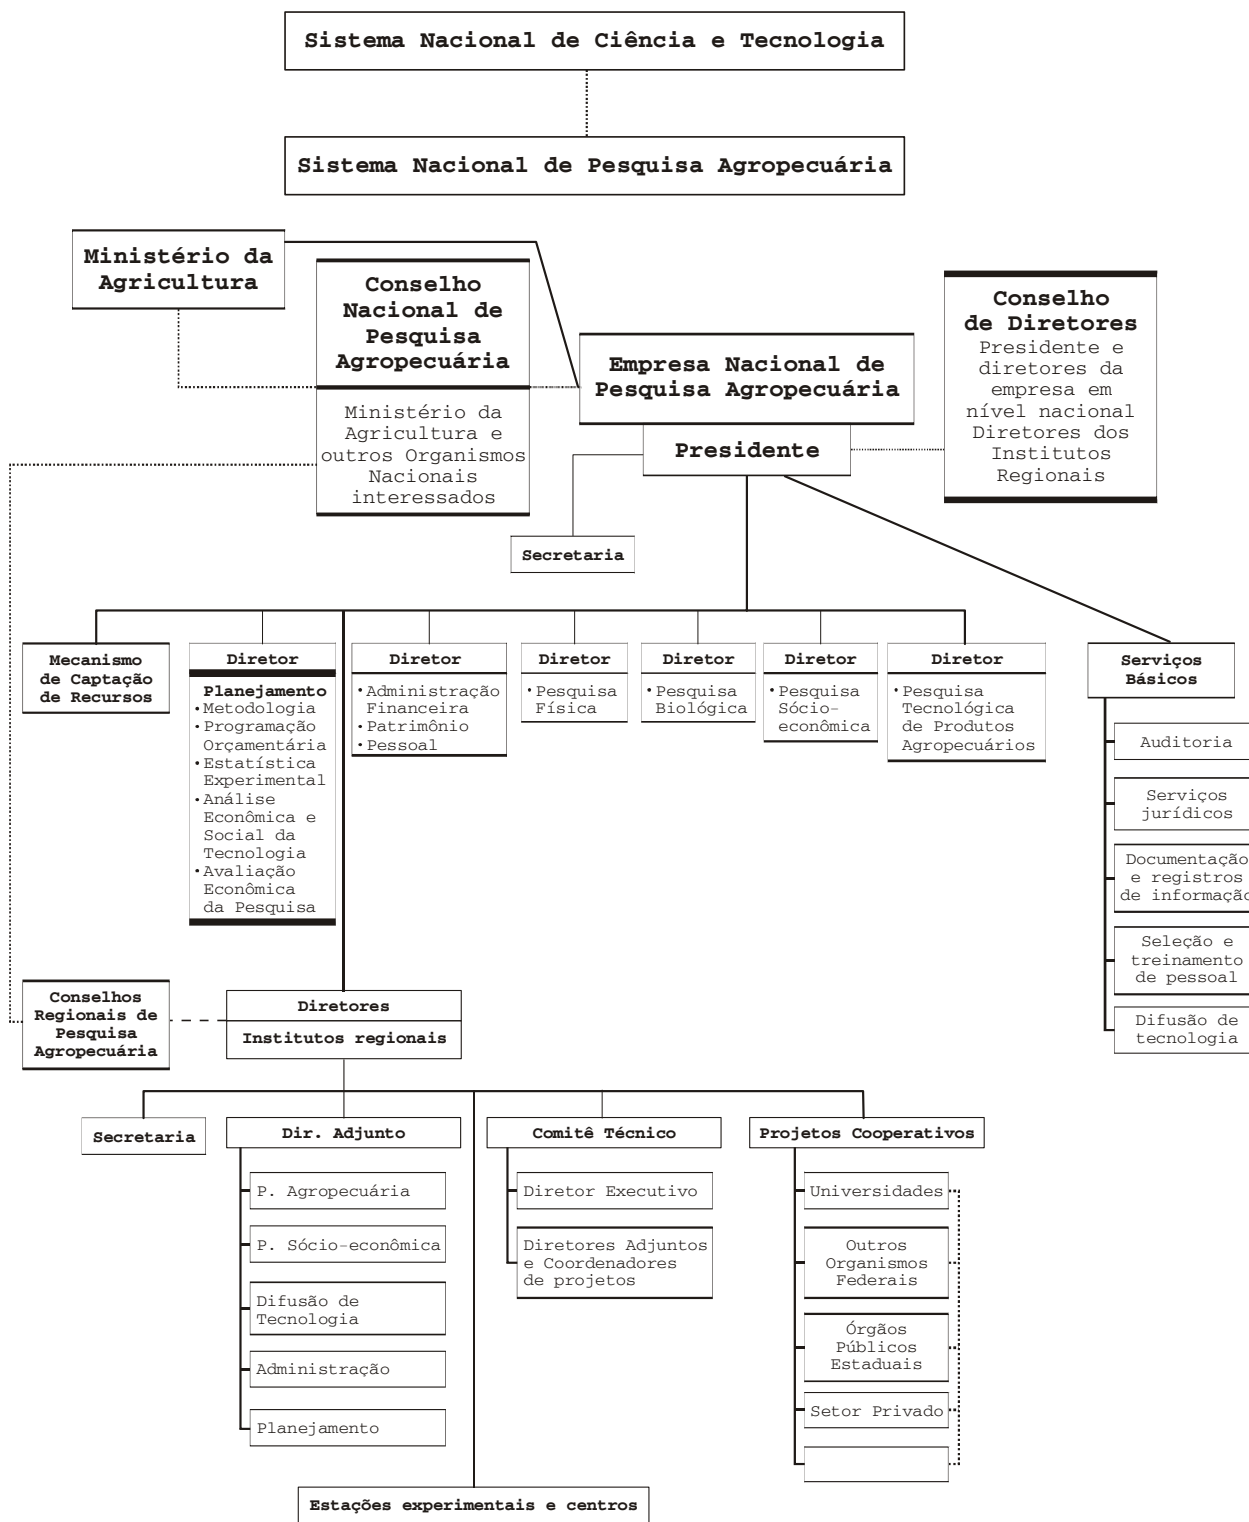 Sistema Nacional de Ciência e Tecnologia
Sistema Nacional de Pesquisa Agropecuária
Ministério da
Agricultura
Conselho
Nacional de
Pesquisa
Agropecuária
Ministério da
Agricultura e
outros Organismos
Nacionais
interessados
Empresa Nacional de
Pesquisa Agropecuária
Presidente
Conselho
de Diretores
Presidente e
diretores da
empresa em
nível nacional
Diretores dos
Institutos
Regionais
Secretaria
Mecanismo
de Captação
de Recursos
Diretor
Planejamento
• Metodologia
• Programação
Orçamentária
• Estatística
Experimental
• Análise
Econômica e
Social da
Tecnologia
• Avaliação
Econômica
da Pesquisa
Diretor
• Administração
Financeira
• Patrimônio
• Pessoal
Diretor
• Pesquisa
Física
Diretor
• Pesquisa
Biológica
Diretor
• Pesquisa
Sócio-
econômica
Diretor
• Pesquisa
Tecnológica
de Produtos
Agropecuários
Serviços
Básicos
Auditoria
Serviços
jurídicos
Documentação
e registros
de informação
Seleção e
treinamento
de pessoal
Difusão de
tecnologia
Conselhos
Regionais de
Pesquisa
Agropecuária
Diretores
Institutos regionais
Secretaria
Dir. Adjunto
P. Agropecuária
P. Sócio-econômica
Difusão de
Tecnologia
Administração
Planejamento
Comitê Técnico
Diretor Executivo
Diretores Adjuntos
e Coordenadores
de projetos
Projetos Cooperativos
Universidades
Outros
Organismos
Federais
Órgãos
Públicos
Estaduais
Setor Privado
Estações experimentais e centros